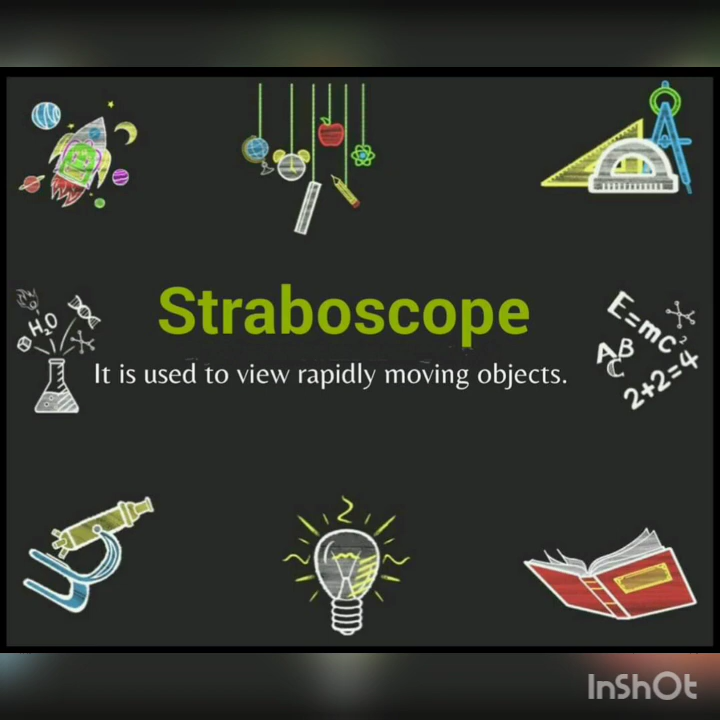 Straboscope
It is used to view rapidly moving objects.
H₂O
E=mc²
AB
C
2+2=4
InShOt